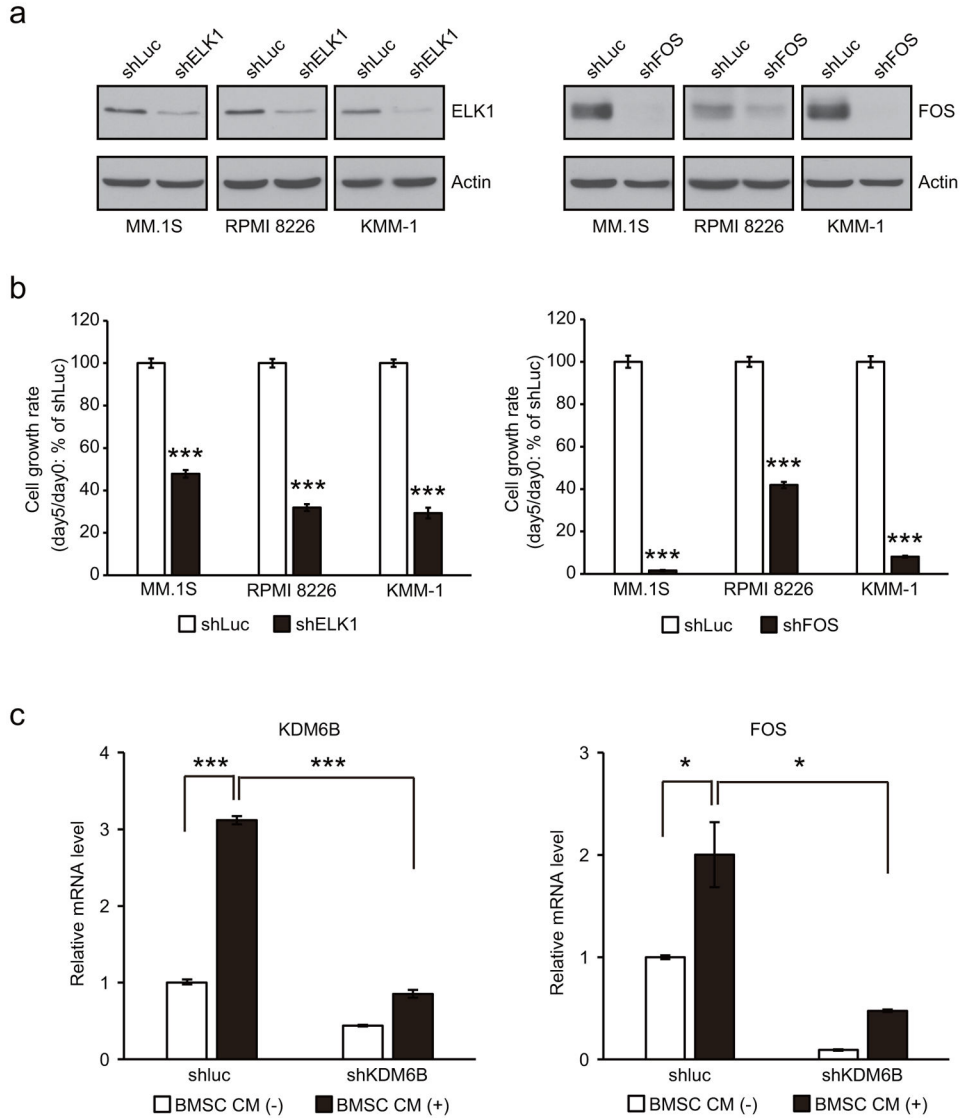 a
shLuc shELK1 shLuc shELK1 shLuc shELK1
ELK1
Actin
MM.1S RPMI 8226 KMM-1
shLuc shFOS shLuc shFOS shLuc shFOS
FOS
Actin
MM.1S RPMI 8226 KMM-1
b
Cell growth rate
(day5/day0: % of shLuc)
120
100
80
60
40
20
0
*** *** ***
MM.1S RPMI 8226 KMM-1
shLuc shELK1
Cell growth rate
(day5/day0: % of shLuc)
120
100
80
60
40
20
0
*** *** ***
MM.1S RPMI 8226 KMM-1
shLuc shFOS
c
KDM6B
Relative mRNA level
4
3
2
1
0
*** ***
shluc shKDM6B
BMSC CM (-) BMSC CM (+)
FOS
Relative mRNA level
3
2
1
0
* *
shluc shKDM6B
BMSC CM (-) BMSC CM (+)